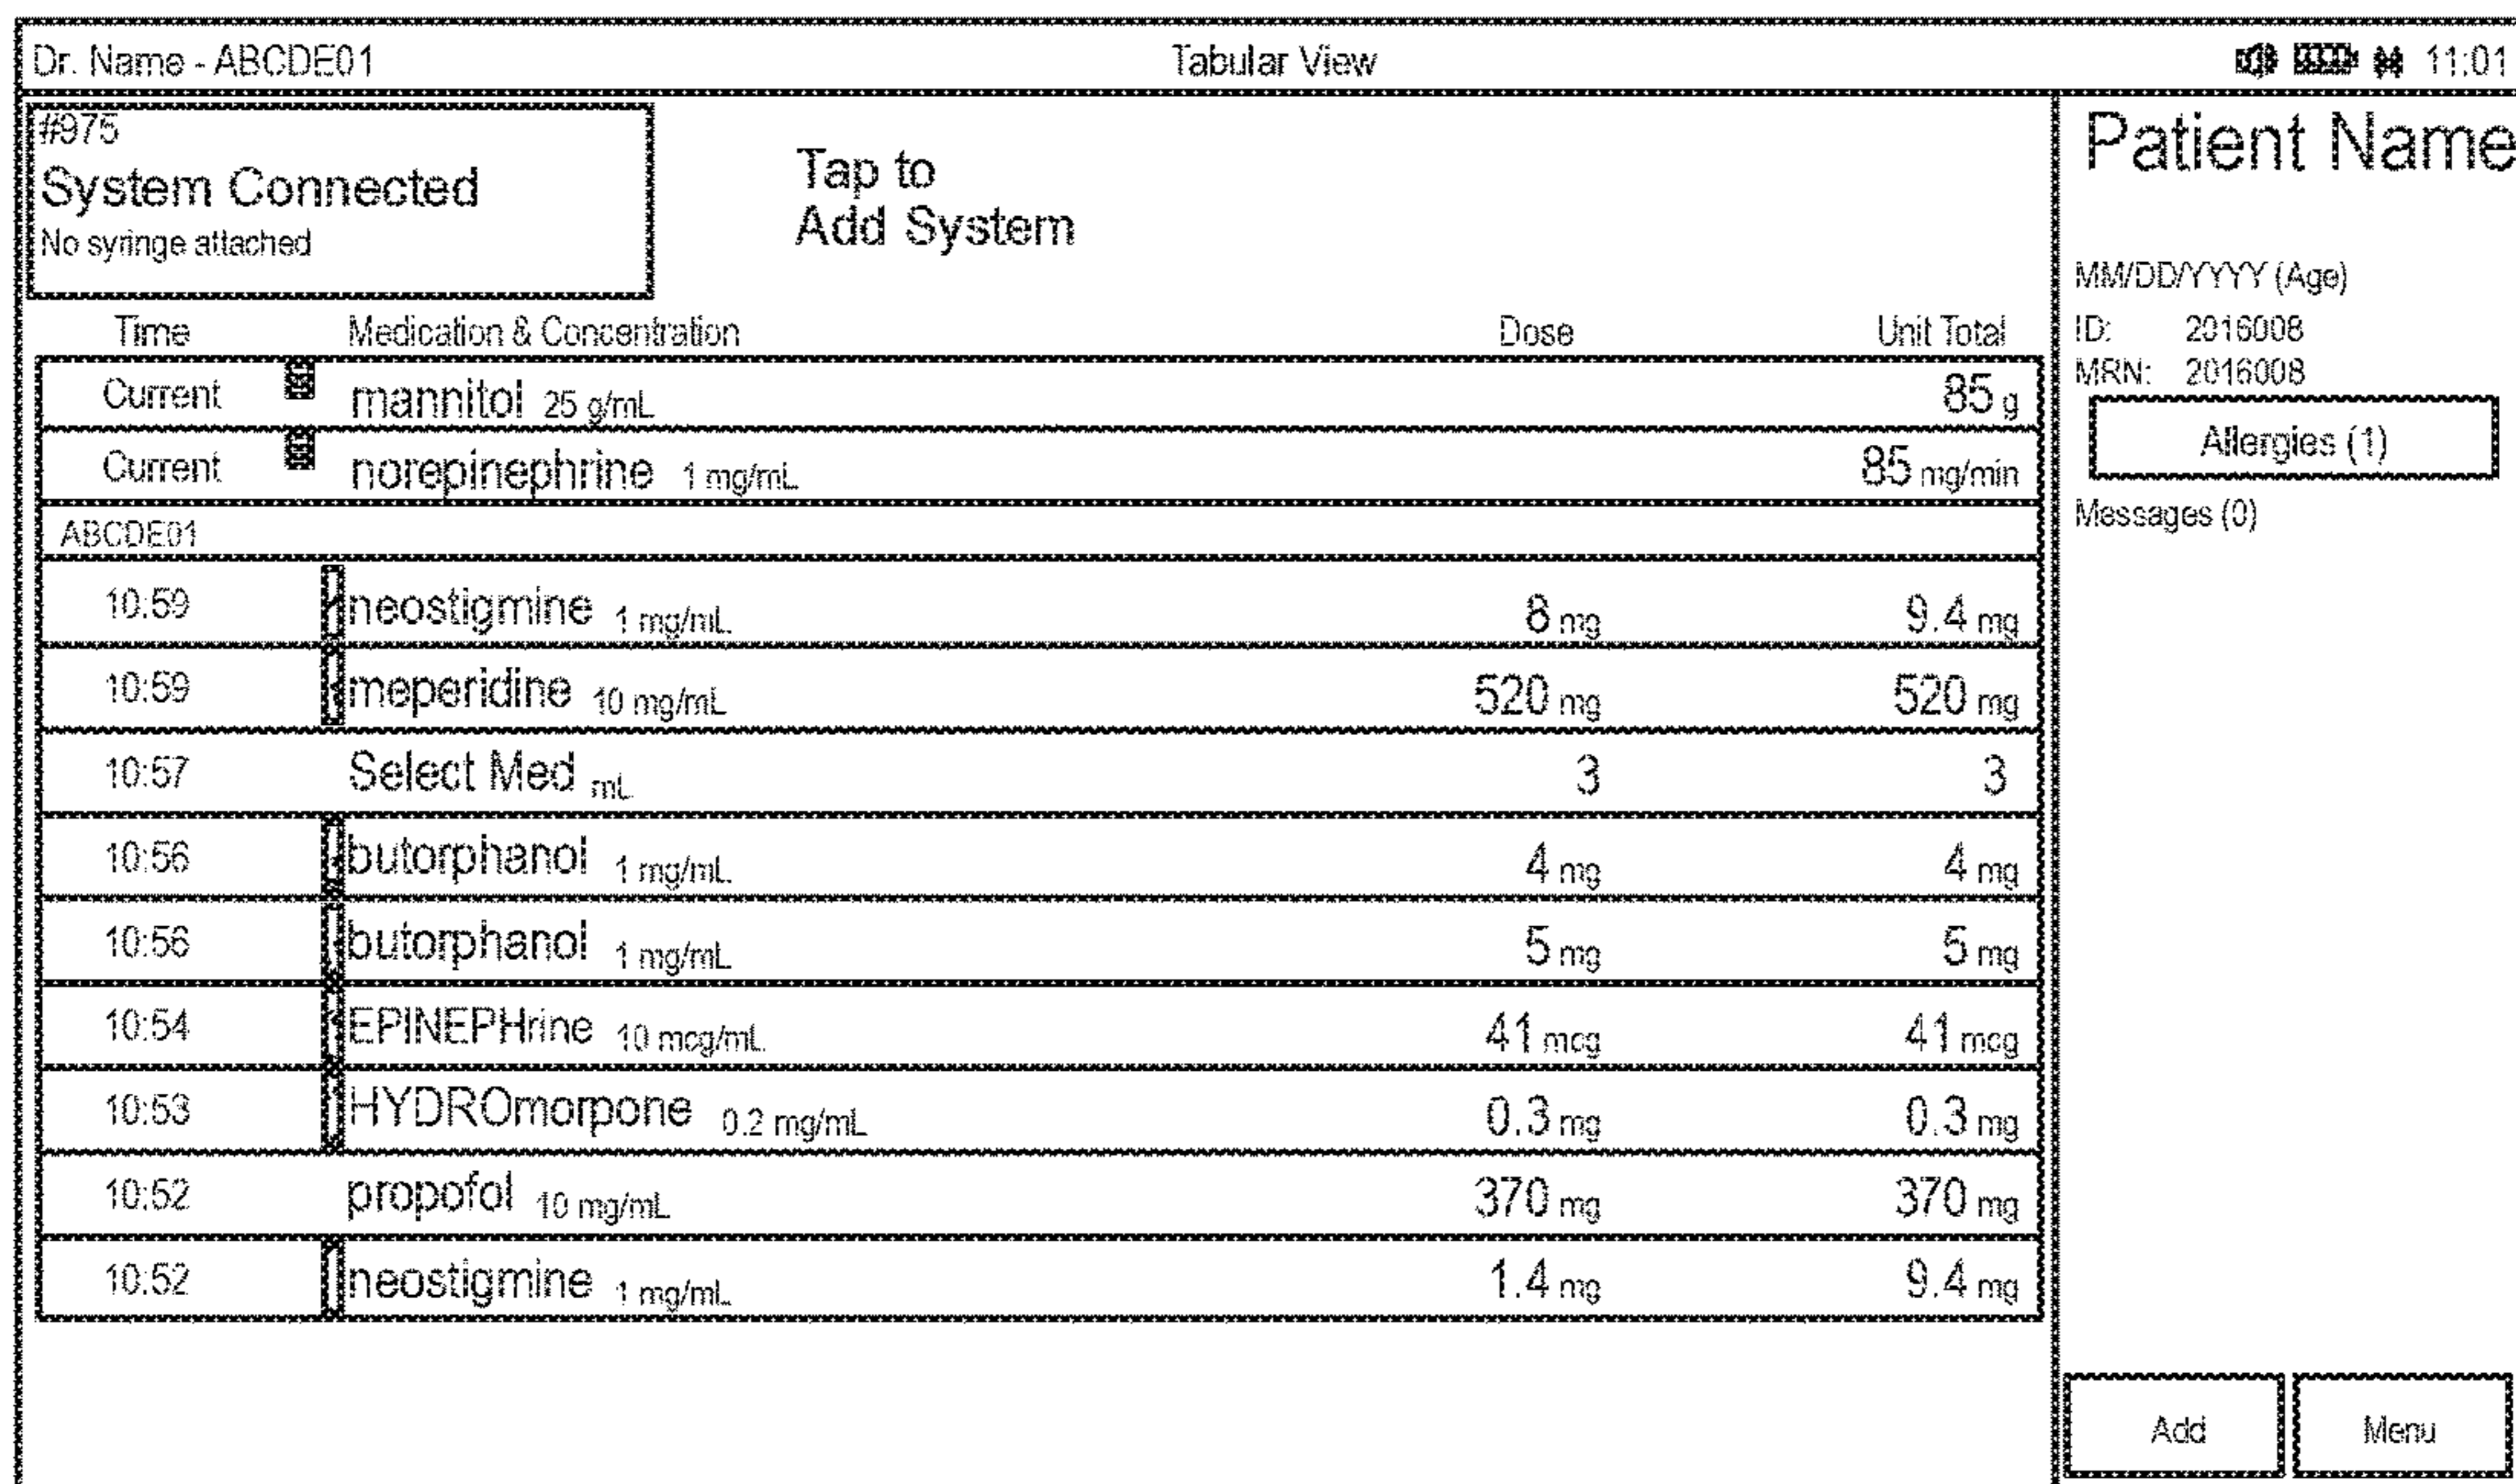 Dr. Name - ABCDE01 Tabular View 11:01
#975
System Connected
No syringe attached
Tap to
Add System
Time Medication & Concentration Dose Unit Total
Current mannitol 25 g/mL 85 g
Current norepinephrine 1 mg/mL 85 mg/min
ABCDE01
10:59 neostigmine 1 mg/mL 8 mg 9.4 mg
10:59 meperidine 10 mg/mL 520 mg 520 mg
10:57 Select Med mL 3 3
10:56 butorphanol 1 mg/mL 4 mg 4 mg
10:56 butorphanol 1 mg/mL 5 mg 5 mg
10:54 EPINEPHrine 10 mcg/mL 41 mcg 41 mcg
10:53 HYDROmorpone 0.2 mg/mL 0.3 mg 0.3 mg
10:52 propofol 10 mg/mL 370 mg 370 mg
10:52 neostigmine 1 mg/mL 1.4 mg 9.4 mg
Patient Name
MM/DD/YYYY (Age)
ID: 2016008
MRN: 2016008
Allergies (1)
Messages (0)
Add Menu